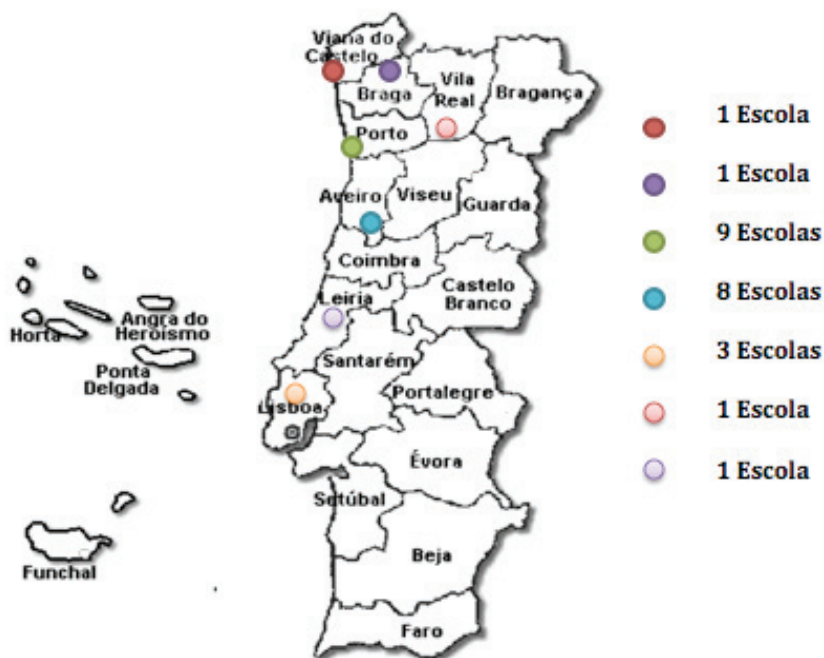 Viana do
Castelo
Braga
Vila
Real
Bragança
Porto
Aveiro
Viseu
Guarda
Coimbra
Leiria
Castelo
Branco
Santarém
Portalegre
Lisboa
Évora
Setúbal
Beja
Faro
Horta
Angra do
Heroísmo
Ponta
Delgada
Funchal
1 Escola
1 Escola
9 Escolas
8 Escolas
3 Escolas
1 Escola
1 Escola